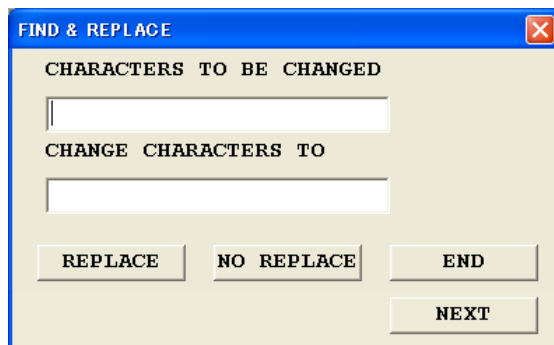 FIND & REPLACE
CHARACTERS TO BE CHANGED
CHANGE CHARACTERS TO
REPLACE NO REPLACE END
NEXT